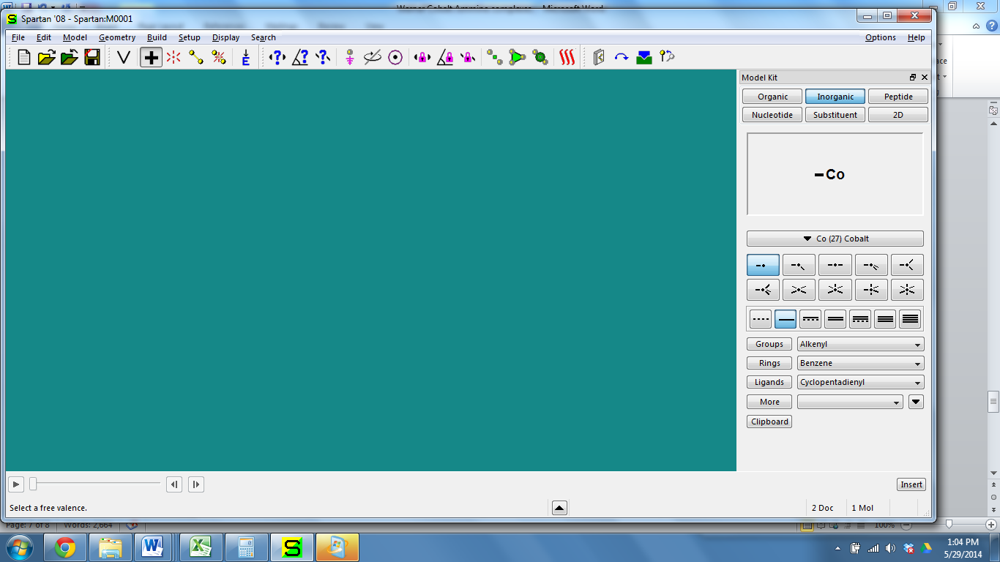 Werner Cobalt Ammine complexes - Microsoft Word
Spartan '08 - Spartan:M0001
File Edit Model Geometry Build Setup Display Search Options Help
Model Kit
Organic Inorganic Peptide
Nucleotide Substituent 2D
Co
Co (27) Cobalt
Groups Alkenyl
Rings Benzene
Ligands Cyclopentadienyl
More
Clipboard
Insert
Select a free valence. 2 Doc 1 Mol
Page: 7 of 8 Words: 2,664 100%
1:04 PM
5/29/2014